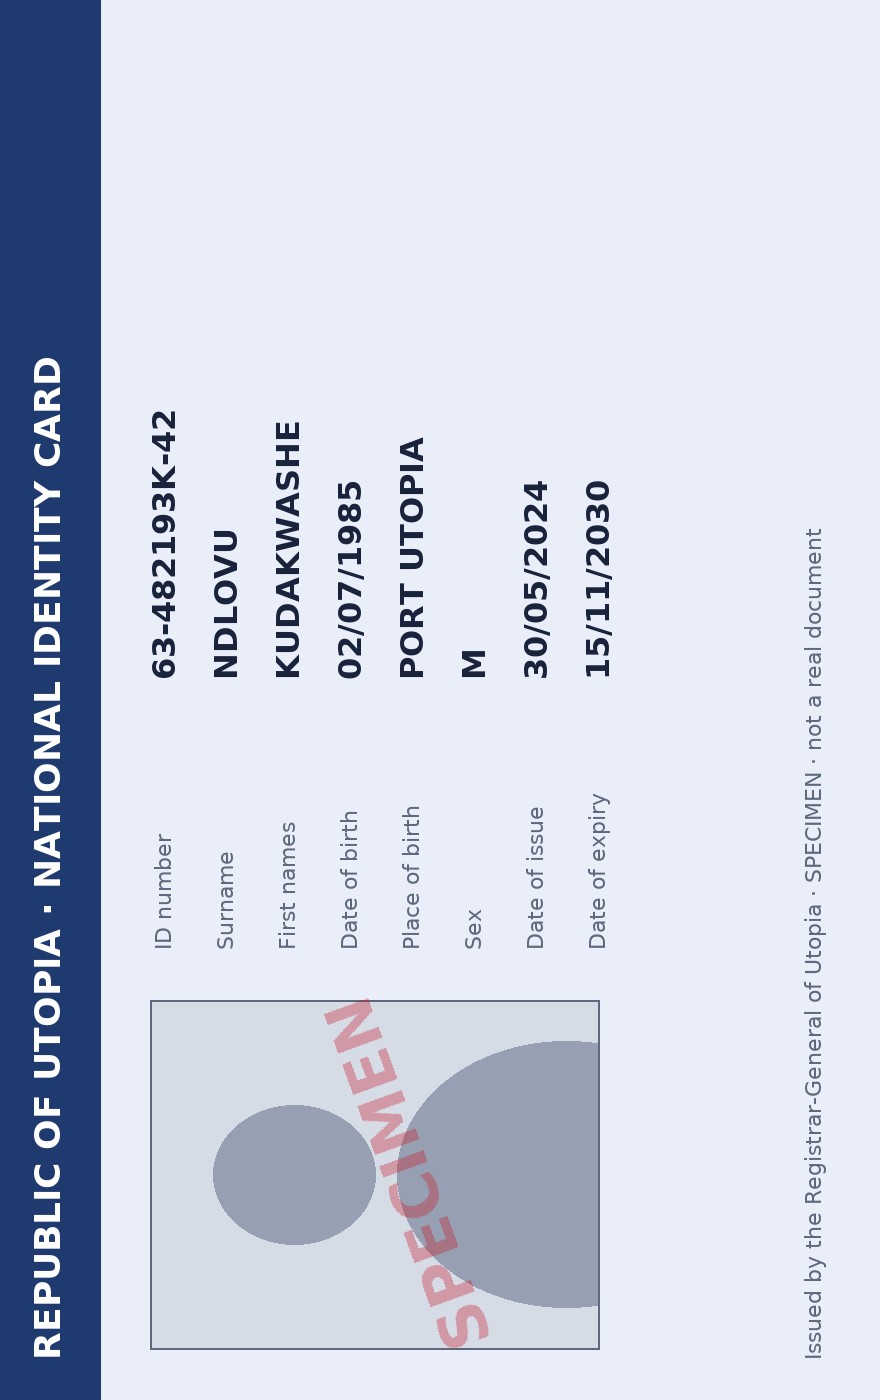 REPUBLIC OF UTOPIA · NATIONAL IDENTITY CARD
ID number 63-482193K-42
Surname NDLOVU
First names KUDAKWASHE
Date of birth 02/07/1985
Place of birth PORT UTOPIA
Sex M
Date of issue 30/05/2024
Date of expiry 15/11/2030
SPECIMEN
Issued by the Registrar-General of Utopia · SPECIMEN · not a real document